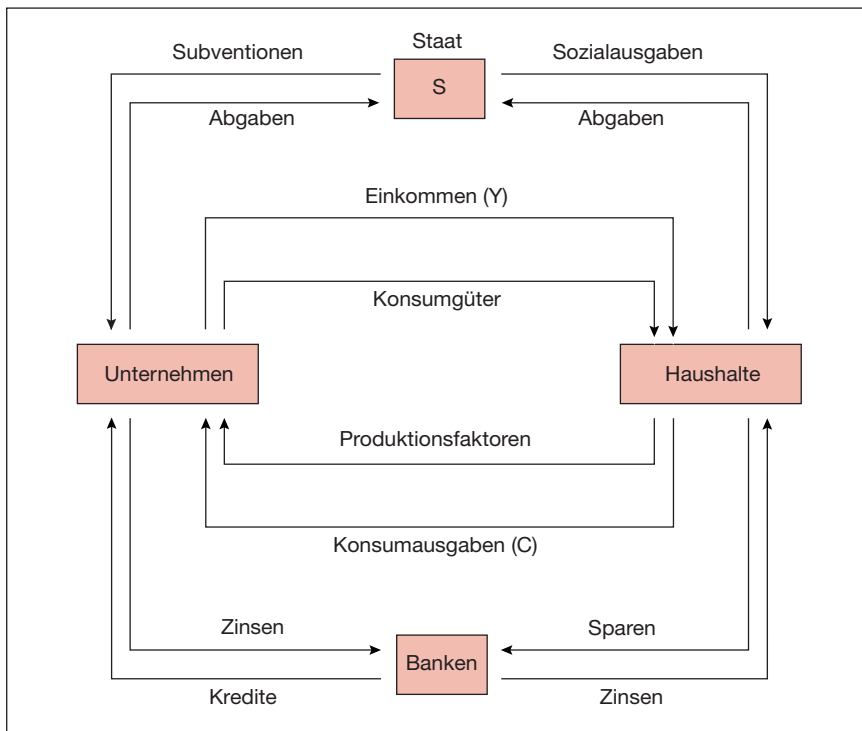 Staat
Subventionen
Sozialausgaben
S
Abgaben
Abgaben
Einkommen (Y)
Konsumgüter
Unternehmen
Haushalte
Produktionsfaktoren
Konsumausgaben (C)
Zinsen
Sparen
Banken
Kredite
Zinsen